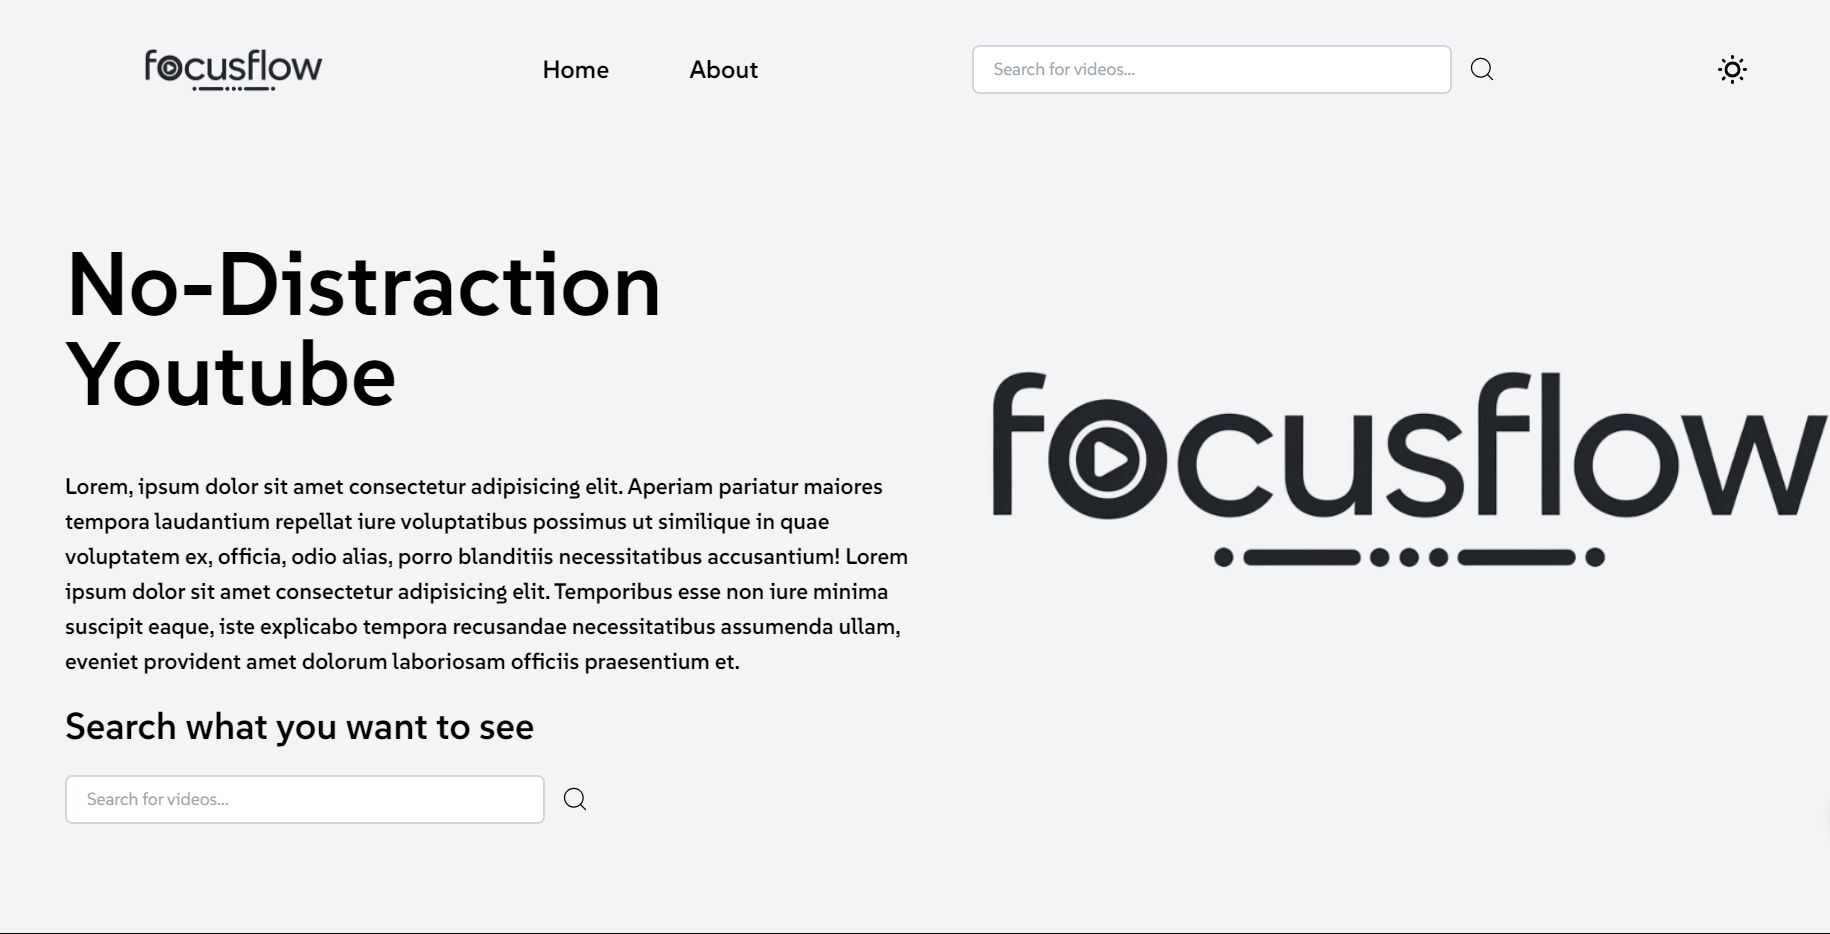 focusflow
Home
About
Search for videos...
No-Distraction
Youtube
Lorem, ipsum dolor sit amet consectetur adipisicing elit. Aperiam pariatur maiores
tempora laudantium repellat iure voluptatibus possimus ut similique in quae
voluptatem ex, officia, odio alias, porro blanditiis necessitatibus accusantium! Lorem
ipsum dolor sit amet consectetur adipisicing elit. Temporibus esse non iure minima
suscipit eaque, iste explicabo tempora recusandae necessitatibus assumenda ullam,
eveniet provident amet dolorum laboriosam officiis praesentium et.
Search what you want to see
Search for videos...
focusflow